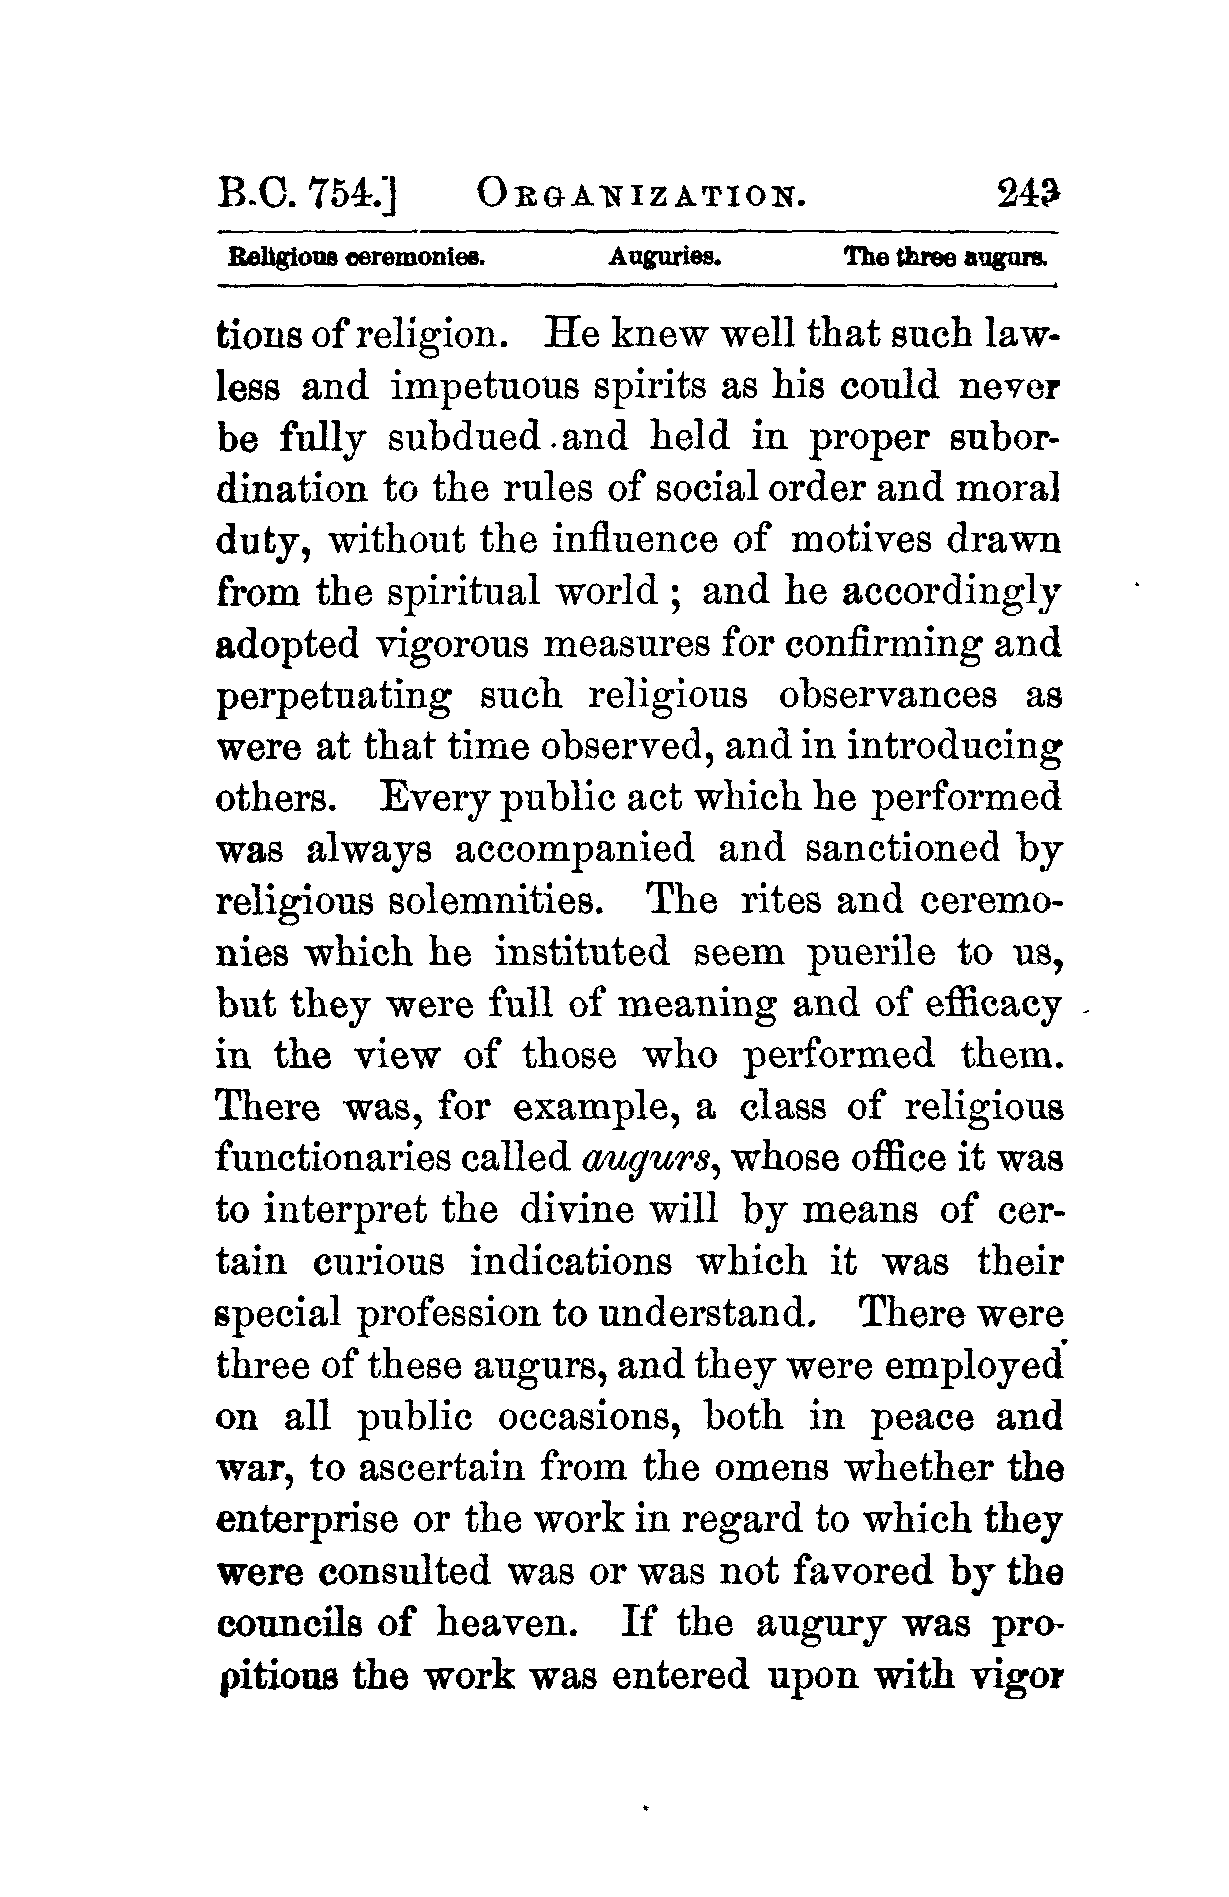 B.C. 754.] ORGANIZATION. 243
Religious ceremonies. Auguries. The three augurs.
tions of religion. He knew well that such law-
less and impetuous spirits as his could never
be fully subdued and held in proper subor-
dination to the rules of social order and moral
duty, without the influence of motives drawn
from the spiritual world ; and he accordingly
adopted vigorous measures for confirming and
perpetuating such religious observances as
were at that time observed, and in introducing
others. Every public act which he performed
was always accompanied and sanctioned by
religious solemnities. The rites and ceremo-
nies which he instituted seem puerile to us,
but they were full of meaning and of efficacy
in the view of those who performed them.
There was, for example, a class of religious
functionaries called augurs, whose office it was
to interpret the divine will by means of cer-
tain curious indications which it was their
special profession to understand. There were
three of these augurs, and they were employed
on all public occasions, both in peace and
war, to ascertain from the omens whether the
enterprise or the work in regard to which they
were consulted was or was not favored by the
councils of heaven. If the augury was pro-
pitious the work was entered upon with vigor